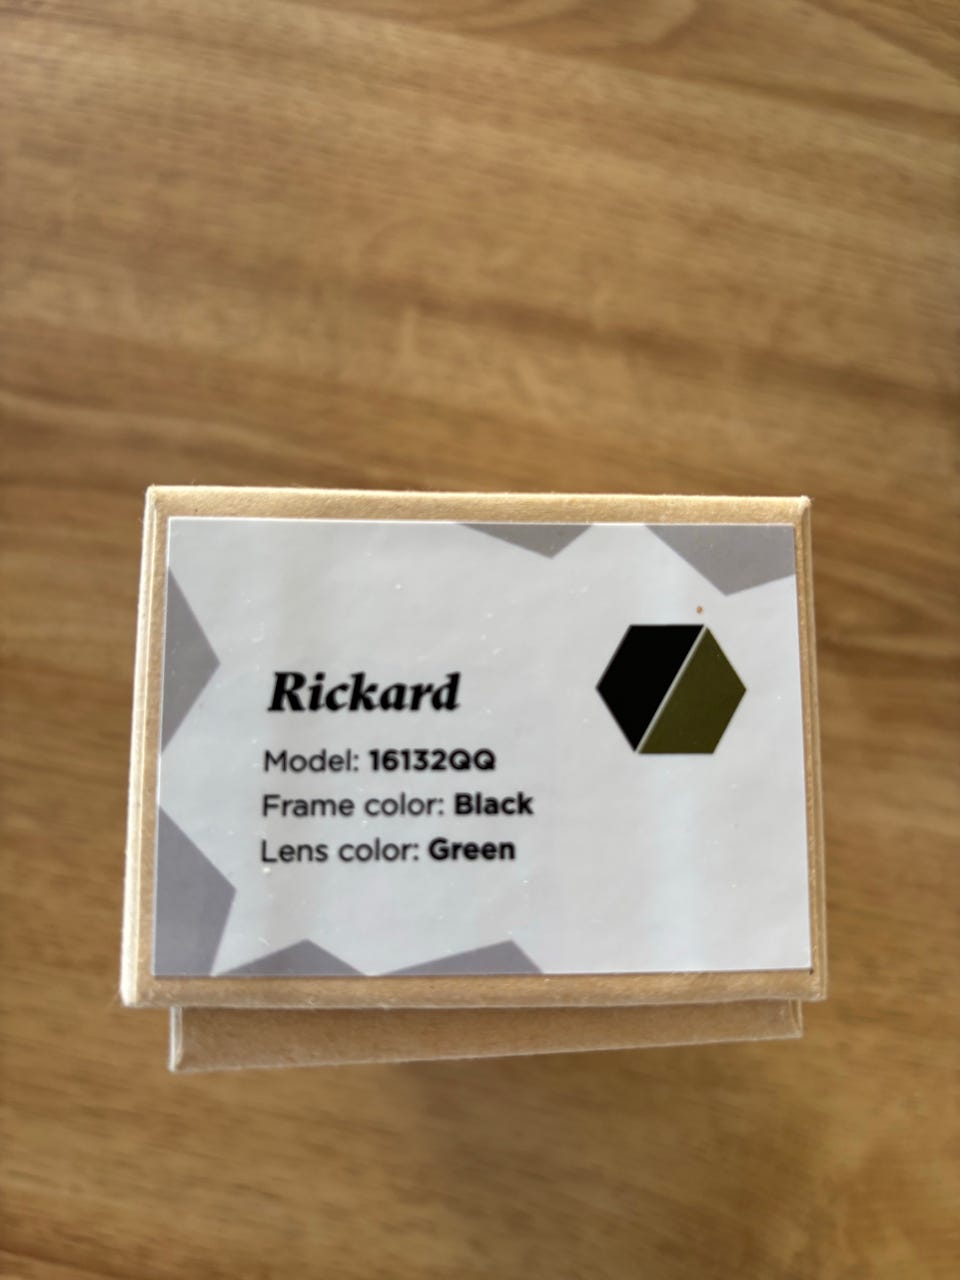 Rickard
Model: 16132QQ
Frame color: Black
Lens color: Green